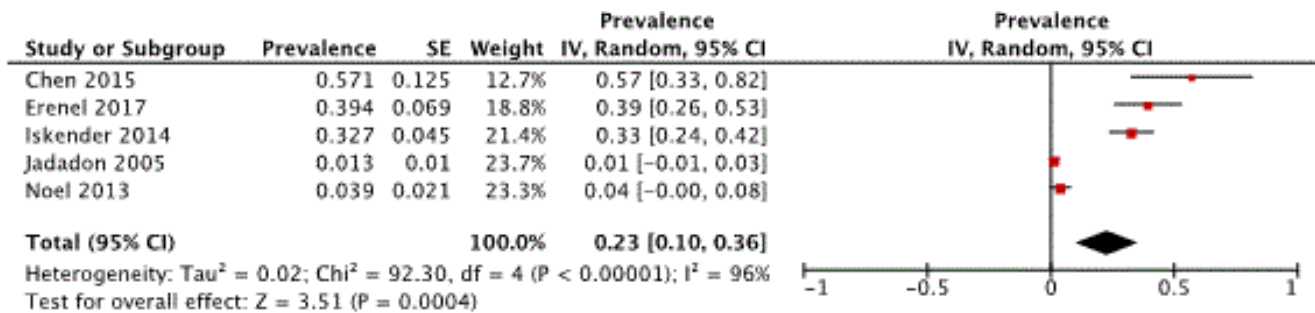 Prevalence Prevalence
Study or Subgroup Prevalence SE Weight IV, Random, 95% CI IV, Random, 95% CI
Chen 2015 0.571 0.125 12.7% 0.57 [0.33, 0.82]
Erenel 2017 0.394 0.069 18.8% 0.39 [0.26, 0.53]
Iskender 2014 0.327 0.045 21.4% 0.33 [0.24, 0.42]
Jadadon 2005 0.013 0.01 23.7% 0.01 [-0.01, 0.03]
Noel 2013 0.039 0.021 23.3% 0.04 [-0.00, 0.08]
Total (95% CI) 100.0% 0.23 [0.10, 0.36]
Heterogeneity: Tau² = 0.02; Chi² = 92.30, df = 4 (P < 0.00001); I² = 96%
Test for overall effect: Z = 3.51 (P = 0.0004)
-1 -0.5 0 0.5 1